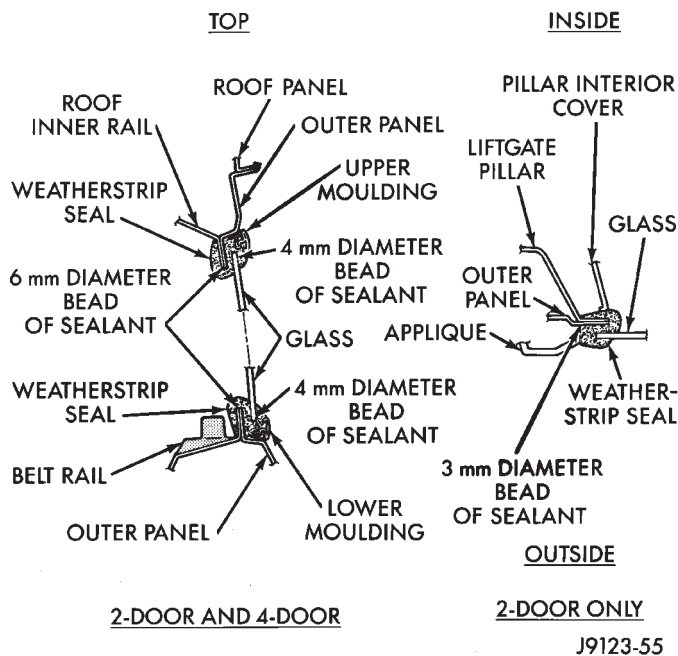 TOP
ROOF PANEL
ROOF
INNER RAIL
OUTER PANEL
WEATHERSTRIP
SEAL
UPPER
MOULDING
4 mm DIAMETER
BEAD
OF SEALANT
6 mm DIAMETER
BEAD
OF SEALANT
GLASS
WEATHERSTRIP
SEAL
4 mm DIAMETER
BEAD
OF SEALANT
BELT RAIL
OUTER PANEL
LOWER
MOULDING
2-DOOR AND 4-DOOR
INSIDE
PILLAR INTERIOR
COVER
LIFTGATE
PILLAR
GLASS
OUTER
PANEL
APPLIQUE
WEATHER-
STRIP SEAL
3 mm DIAMETER
BEAD
OF SEALANT
OUTSIDE
2-DOOR ONLY
J9123-55